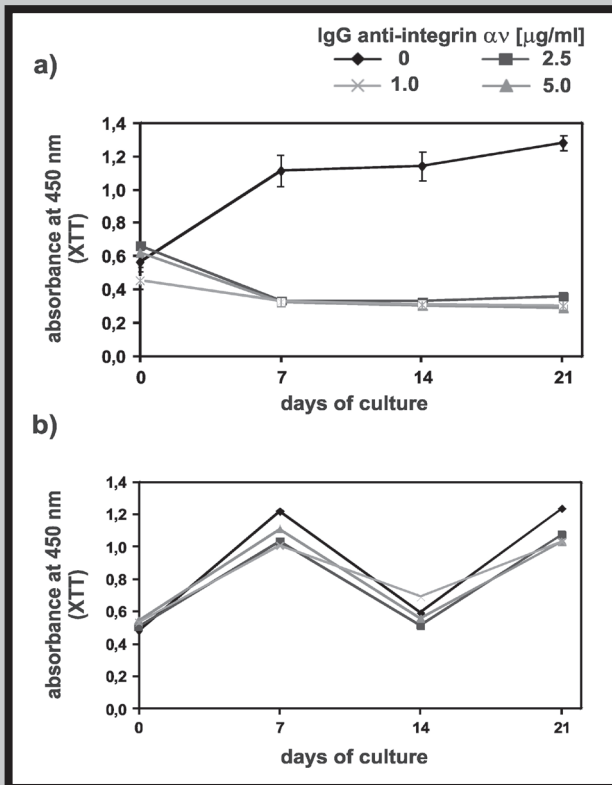 IgG anti-integrin αν [μg/ml]
0 2.5
1.0 5.0
a)
absorbance at 450 nm
(XTT)
1,4
1,2
1,0
0,8
0,6
0,4
0,2
0,0
0 7 14 21
days of culture
b)
absorbance at 450 nm
(XTT)
1,4
1,2
1,0
0,8
0,6
0,4
0,2
0,0
0 7 14 21
days of culture